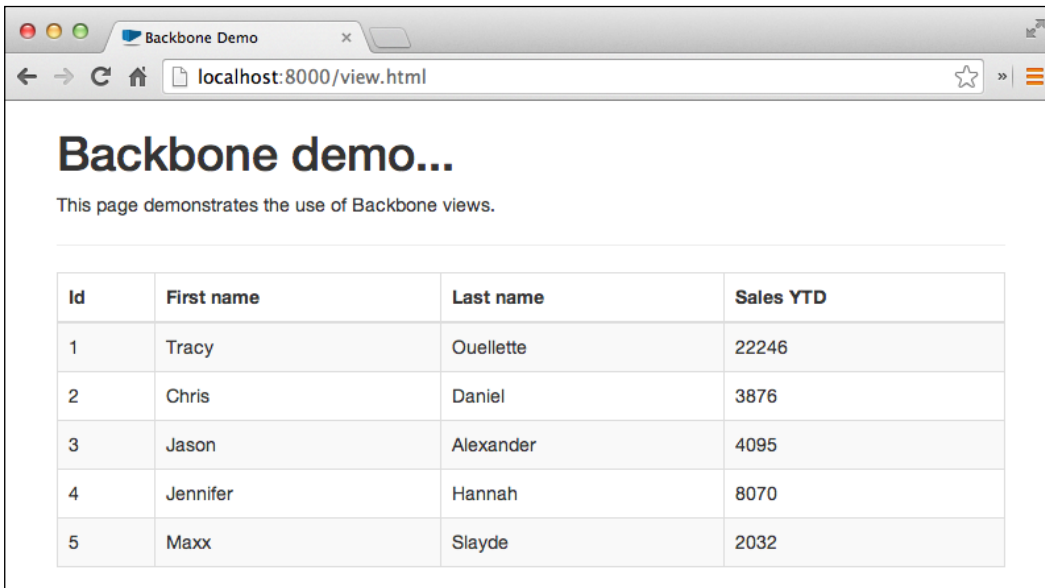 Backbone Demo
localhost:8000/view.html
Backbone demo...
This page demonstrates the use of Backbone views.
Id First name Last name Sales YTD
1 Tracy Ouellette 22246
2 Chris Daniel 3876
3 Jason Alexander 4095
4 Jennifer Hannah 8070
5 Maxx Slayde 2032